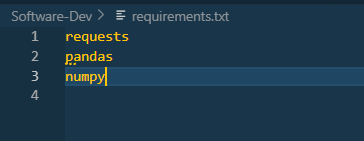 Software-Dev > requirements.txt
1 requests
2 pandas
3 numpy
4